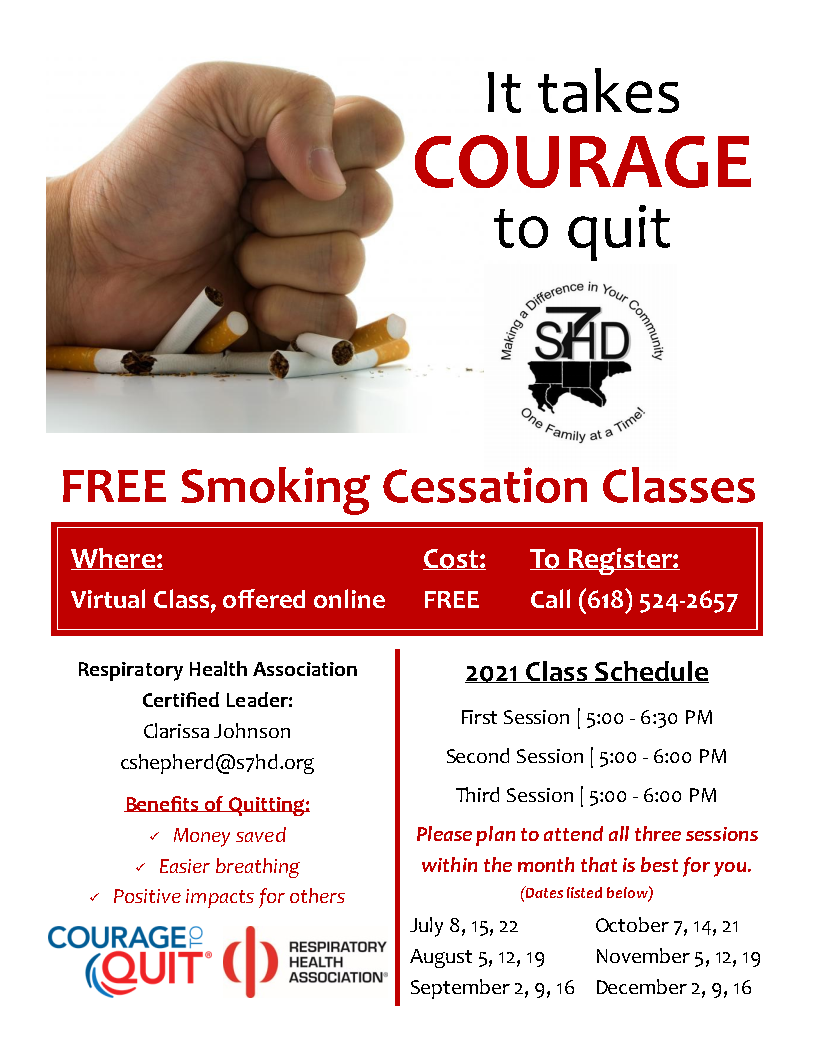 It takes
COURAGE
to quit
Making a Difference in Your Community
S7HD
One Family at a Time!
FREE Smoking Cessation Classes
Where: Cost: To Register:
Virtual Class, offered online FREE Call (618) 524-2657
Respiratory Health Association
Certified Leader:
Clarissa Johnson
cshepherd@s7hd.org
Benefits of Quitting:
✓ Money saved
✓ Easier breathing
✓ Positive impacts for others
COURAGE TO
QUIT®
RESPIRATORY
HEALTH
ASSOCIATION®
2021 Class Schedule
First Session | 5:00 - 6:30 PM
Second Session | 5:00 - 6:00 PM
Third Session | 5:00 - 6:00 PM
Please plan to attend all three sessions
within the month that is best for you.
(Dates listed below)
July 8, 15, 22 October 7, 14, 21
August 5, 12, 19 November 5, 12, 19
September 2, 9, 16 December 2, 9, 16